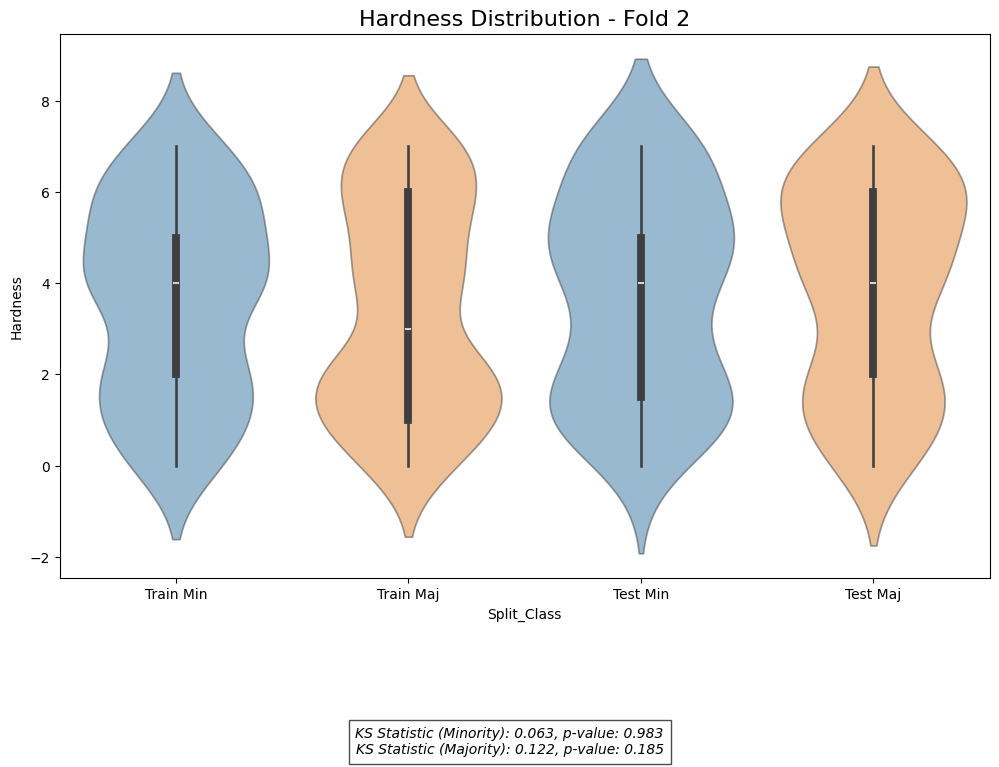 Hardness Distribution - Fold 2
8
6
4
2
0
−2
Hardness
Train Min
Train Maj
Test Min
Test Maj
Split_Class
KS Statistic (Minority): 0.063, p-value: 0.983
KS Statistic (Majority): 0.122, p-value: 0.185